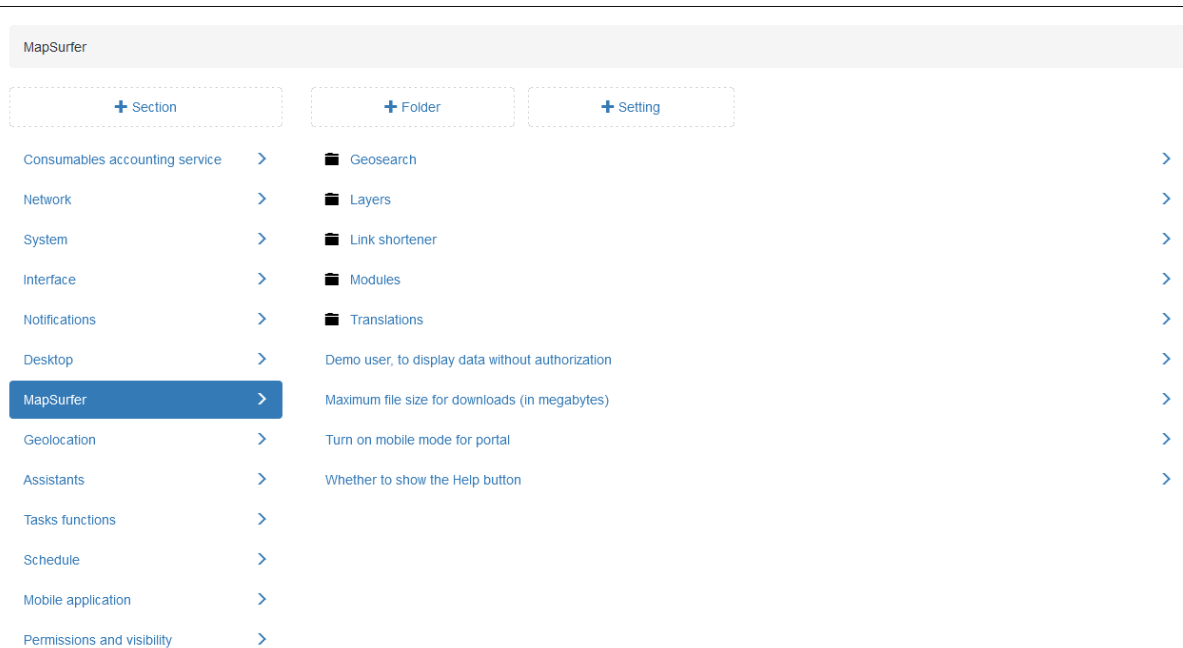 MapSurfer
Section
Folder
Setting
Consumables accounting service
Network
System
Interface
Notifications
Desktop
MapSurfer
Geolocation
Assistants
Tasks functions
Schedule
Mobile application
Permissions and visibility
Geosearch
Layers
Link shortener
Modules
Translations
Demo user, to display data without authorization
Maximum file size for downloads (in megabytes)
Turn on mobile mode for portal
Whether to show the Help button